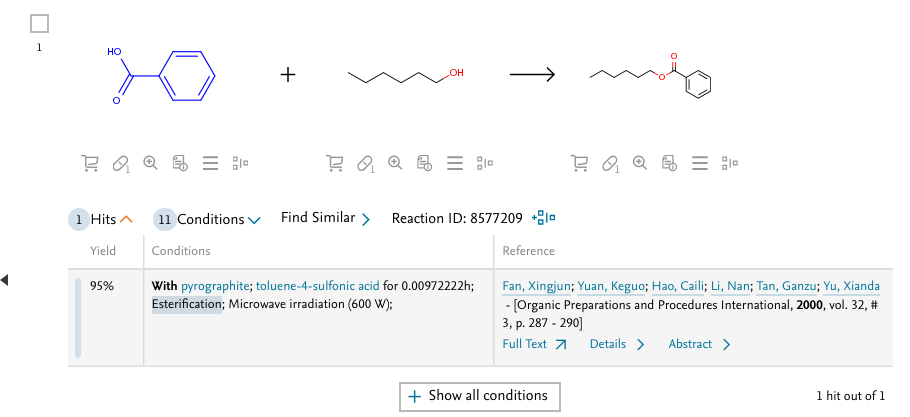 1
HO
O
+
OH
O
O
1
1
1
1 Hits 11 Conditions Find Similar Reaction ID: 8577209
Yield Conditions Reference
95% With pyrographite; toluene-4-sulfonic acid for 0.00972222h; Fan, Xingjun; Yuan, Keguo; Hao, Caili; Li, Nan; Tan, Ganzu; Yu, Xianda
Esterification; Microwave irradiation (600 W); - [Organic Preparations and Procedures International, 2000, vol. 32, #
3, p. 287 - 290]
Full Text Details Abstract
+ Show all conditions 1 hit out of 1